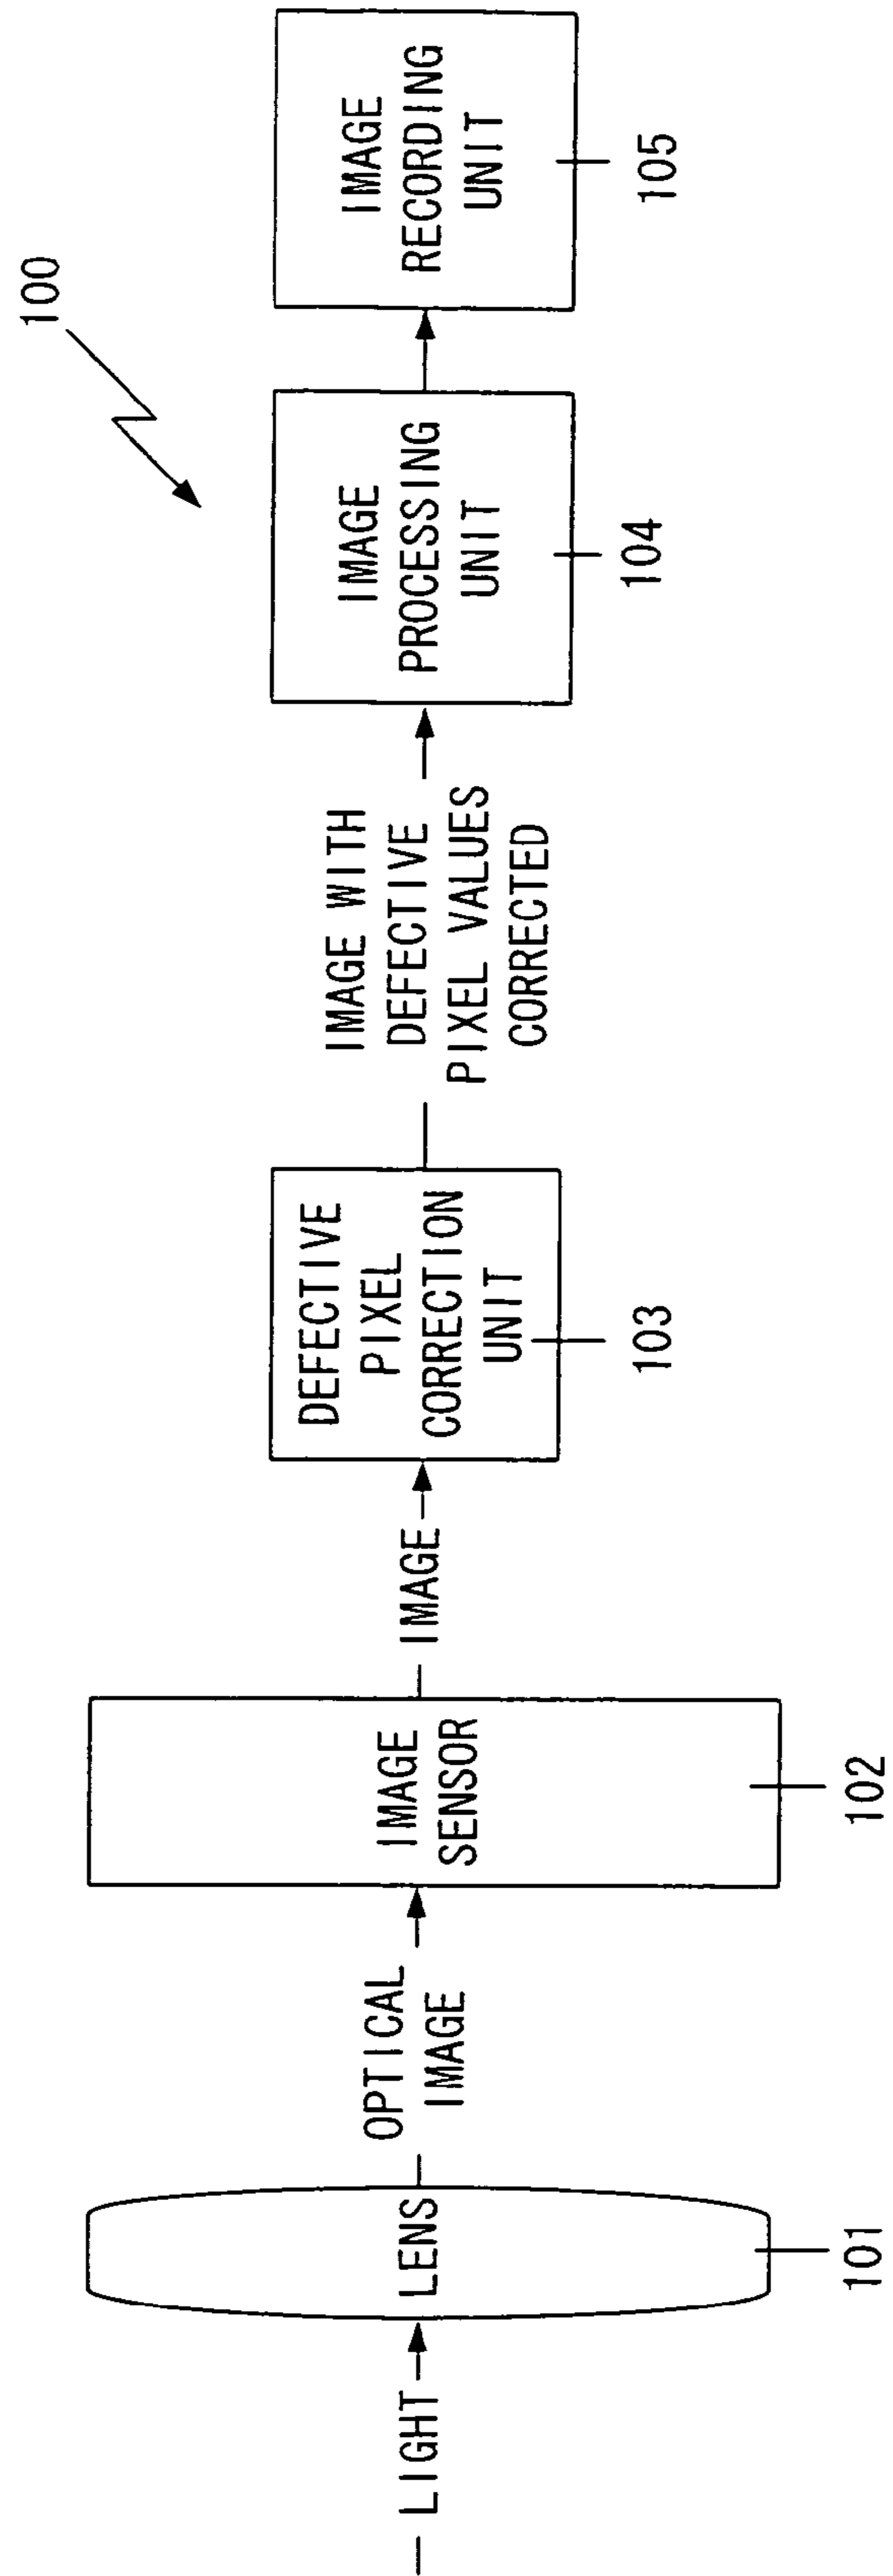 100
LIGHT
LENS
101
OPTICAL
IMAGE
IMAGE
SENSOR
102
IMAGE
DEFECTIVE
PIXEL
CORRECTION
UNIT
103
IMAGE WITH
DEFECTIVE
PIXEL VALUES
CORRECTED
IMAGE
PROCESSING
UNIT
104
IMAGE
RECORDING
UNIT
105